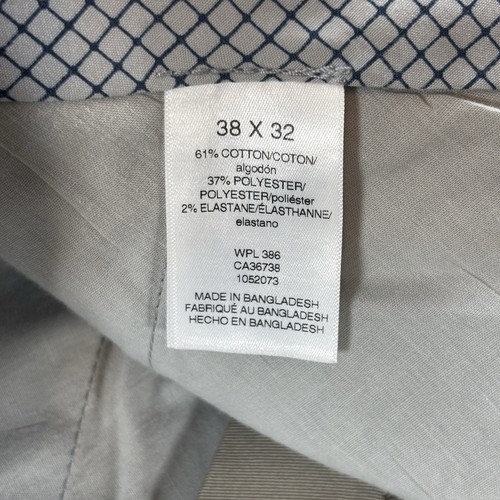 38 X 32
61% COTTON/COTON/
algodón
37% POLYESTER/
POLYESTER/poliéster
2% ELASTANE/ÉLASTHANNE/
elastano
WPL 386
CA36738
1052073
MADE IN BANGLADESH
FABRIQUÉ AU BANGLADESH
HECHO EN BANGLADESH